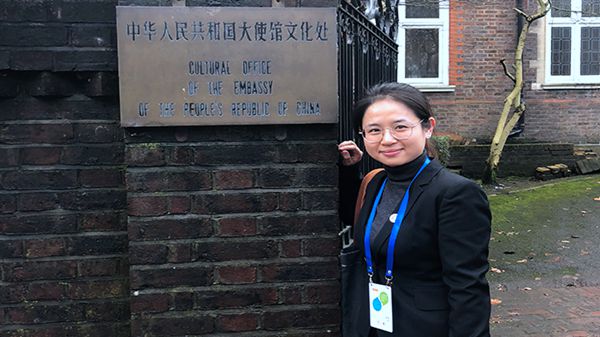 中华人民共和国大使馆文化处
CULTURAL OFFICE
OF THE EMBASSY
OF THE PEOPLE'S REPUBLIC OF CHINA